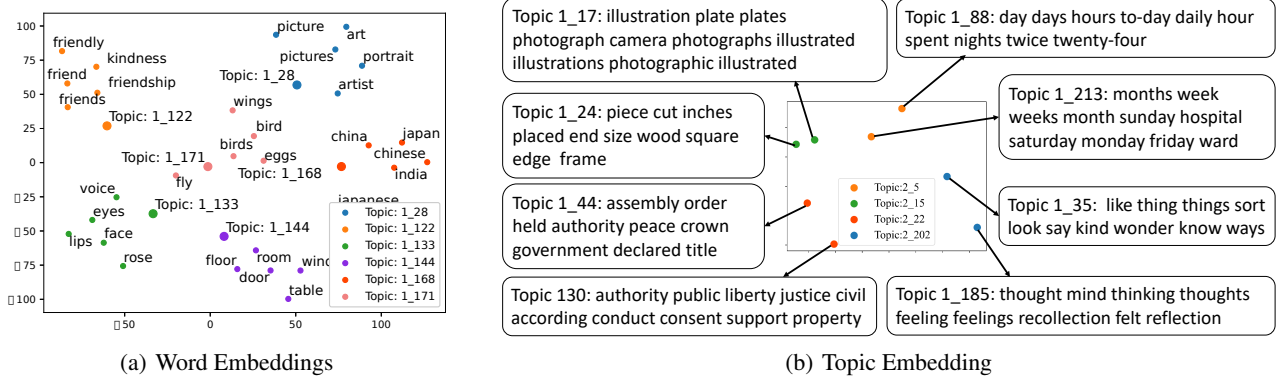 100
75
50
25
0
▯ 25
▯ 50
▯ 75
▯ 100
▯ 50
0
50
100
picture
art
friendly
kindness
pictures
portrait
friend
friendship
Topic: 1_28
artist
friends
wings
Topic: 1_122
bird
china
japan
birds
chinese
Topic: 1_171
eggs
Topic: 1_168
india
fly
voice
Topic: 1_133
japanese
eyes
Topic: 1_144
lips
face
room
rose
floor
door
table
Topic: 1_28
Topic: 1_122
Topic: 1_133
Topic: 1_144
Topic: 1_168
Topic: 1_171
(a) Word Embeddings
Topic 1_17: illustration plate plates
photograph camera photographs illustrated
illustrations photographic illustrated
Topic 1_88: day days hours to-day daily hour
spent nights twice twenty-four
Topic 1_24: piece cut inches
placed end size wood square
edge frame
Topic 1_213: months week
weeks month sunday hospital
saturday monday friday ward
Topic 1_44: assembly order
held authority peace crown
government declared title
Topic:2_5
Topic:2_15
Topic:2_22
Topic:2_202
Topic 1_35: like thing things sort
look say kind wonder know ways
Topic 130: authority public liberty justice civil
according conduct consent support property
Topic 1_185: thought mind thinking thoughts
feeling feelings recollection felt reflection
(b) Topic Embedding